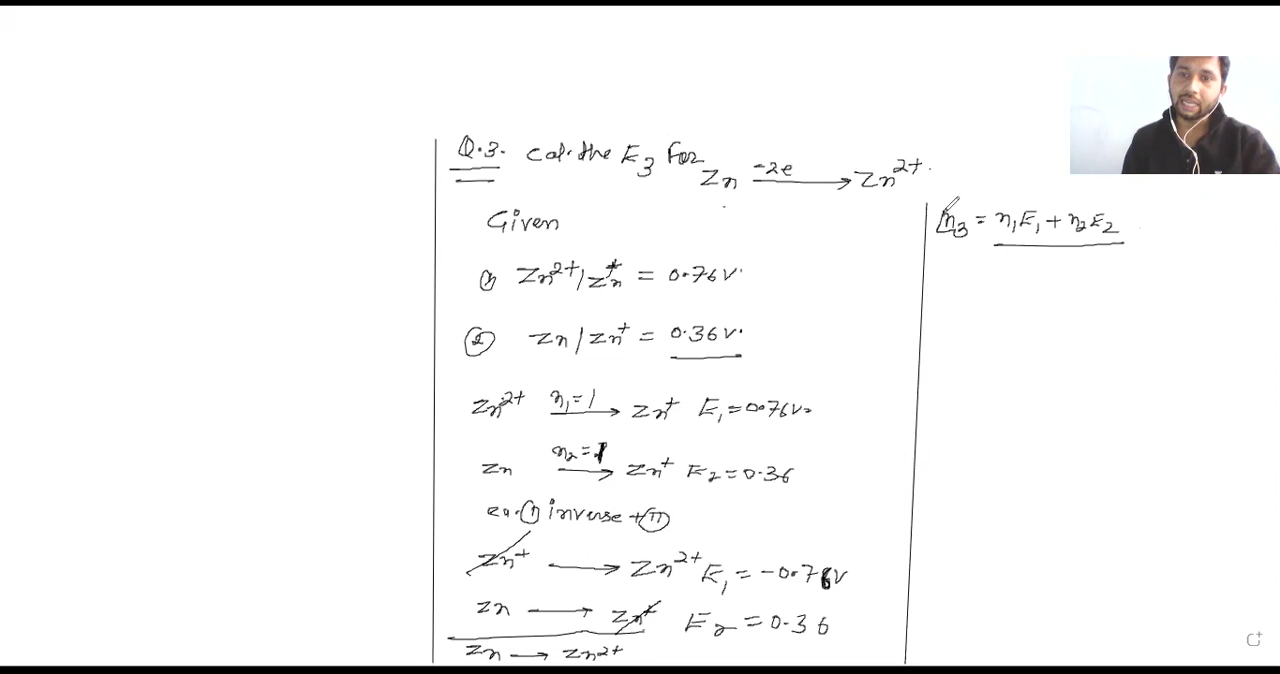 Q.3. Cal. the E3 For Zn -2e → Zn2+.
Given
① Zn2+/Zn+ = 0.76V.
② Zn/Zn+ = 0.36V.
Zn2+ n1=1 → Zn+ E1=0.76V.
Zn n2=1 → Zn+ E2=0.36
eq.① inverse + ⑪
Zn+ → Zn2+ E1 = -0.76V
Zn → Zn+ E2 = 0.36
Zn → Zn2+
n3 = n1E1 + n2E2